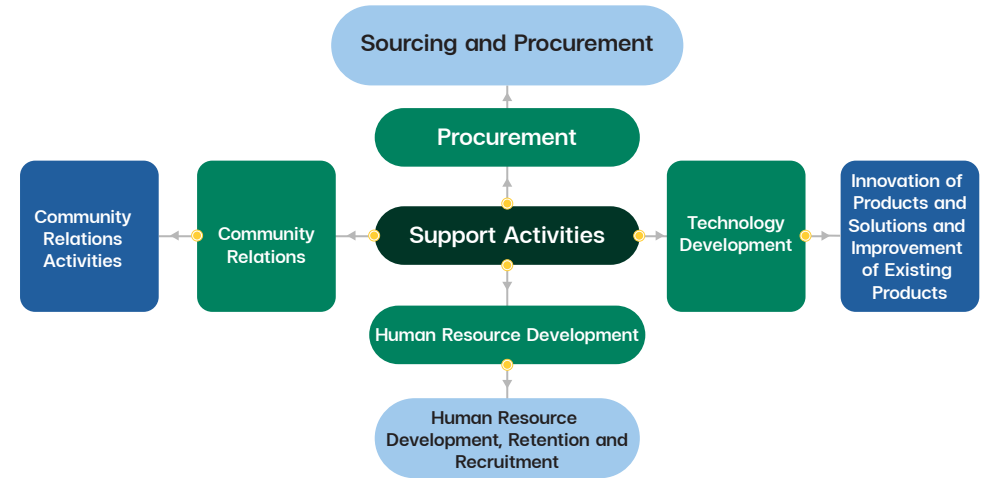 Sourcing and Procurement
Procurement
Community
Relations
Activities
Community
Relations
Support Activities
Technology
Development
Innovation of
Products and
Solutions and
Improvement
of Existing
Products
Human Resource Development
Human Resource
Development, Retention and
Recruitment